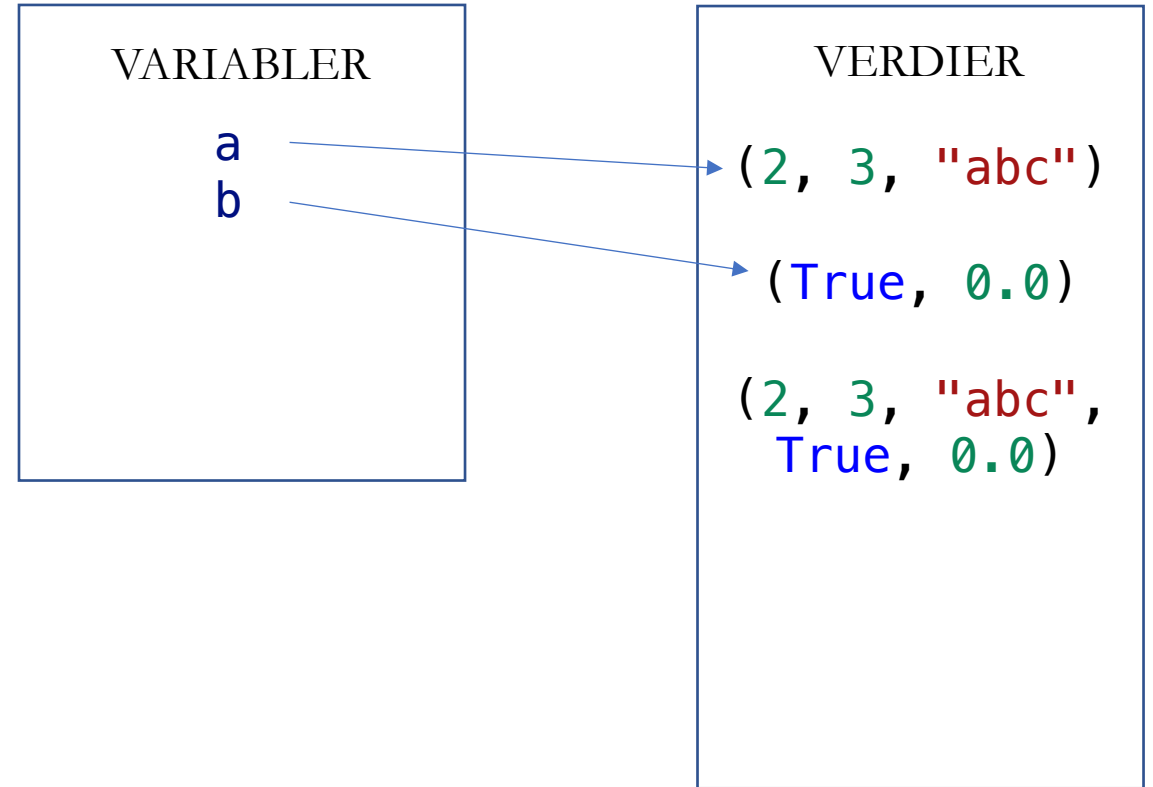 VARIABLER
a
b
VERDIER
(2, 3, "abc")
(True, 0.0)
(2, 3, "abc",
True, 0.0)